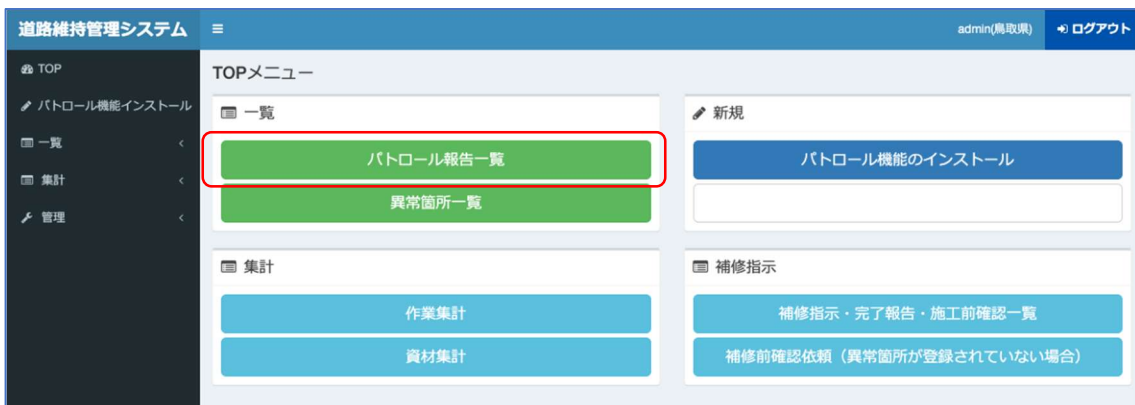 道路維持管理システム
admin(鳥取県)
ログアウト
TOP
パトロール機能インストール
一覧
集計
管理
TOPメニュー
一覧
パトロール報告一覧
異常箇所一覧
新規
パトロール機能のインストール
集計
作業集計
資材集計
補修指示
補修指示・完了報告・施工前確認一覧
補修前確認依頼（異常箇所が登録されていない場合）